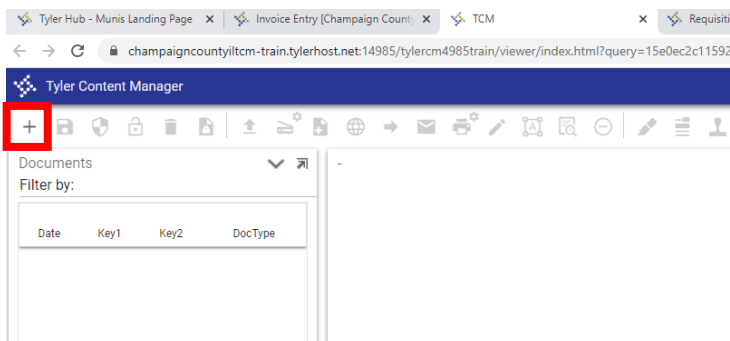 Tyler Hub - Munis Landing Page
Invoice Entry [Champaign County
TCM
Requisiti
champaigncountyiltcm-train.tylerhost.net:14985/tylercm4985train/viewer/index.html?query=15e0ec2c11592
Tyler Content Manager
Documents
Filter by:
Date Key1 Key2 DocType